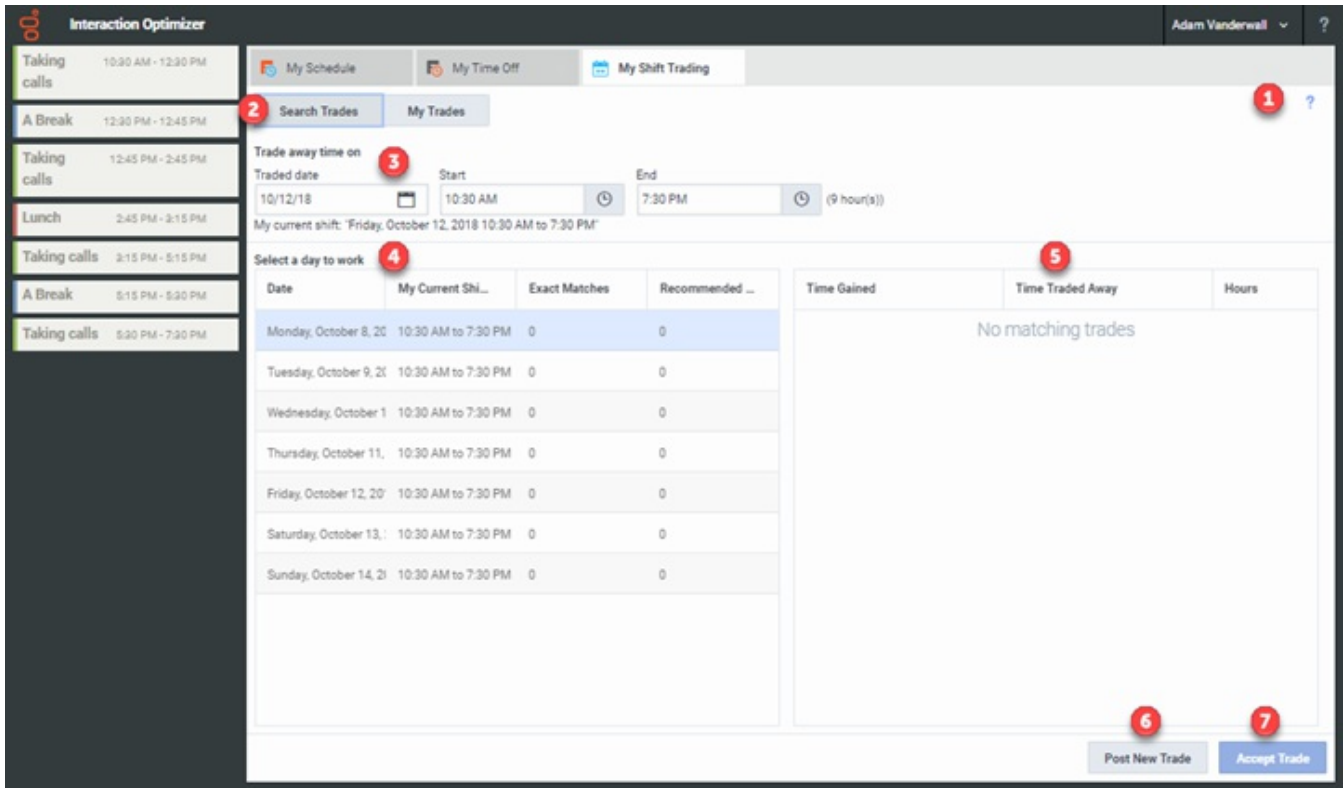 Interaction Optimizer
Adam Vanderwall
?
Taking calls 10:30 AM - 12:30 PM
A Break 12:30 PM - 12:45 PM
Taking calls 12:45 PM - 2:45 PM
Lunch 2:45 PM - 3:15 PM
Taking calls 3:15 PM - 5:15 PM
A Break 5:15 PM - 5:30 PM
Taking calls 5:30 PM - 7:30 PM
My Schedule My Time Off My Shift Trading
1 ?
2 Search Trades My Trades
Trade away time on 3
Traded date Start End
10/12/18 10:30 AM 7:30 PM (9 hour(s))
My current shift: "Friday, October 12, 2018 10:30 AM to 7:30 PM"
Select a day to work 4
5
Date My Current Shi... Exact Matches Recommended ...
Time Gained Time Traded Away Hours
Monday, October 8, 20 10:30 AM to 7:30 PM 0 0
No matching trades
Tuesday, October 9, 20 10:30 AM to 7:30 PM 0 0
Wednesday, October 1 10:30 AM to 7:30 PM 0 0
Thursday, October 11, 10:30 AM to 7:30 PM 0 0
Friday, October 12, 20 10:30 AM to 7:30 PM 0 0
Saturday, October 13, 10:30 AM to 7:30 PM 0 0
Sunday, October 14, 2 10:30 AM to 7:30 PM 0 0
6 7
Post New Trade Accept Trade